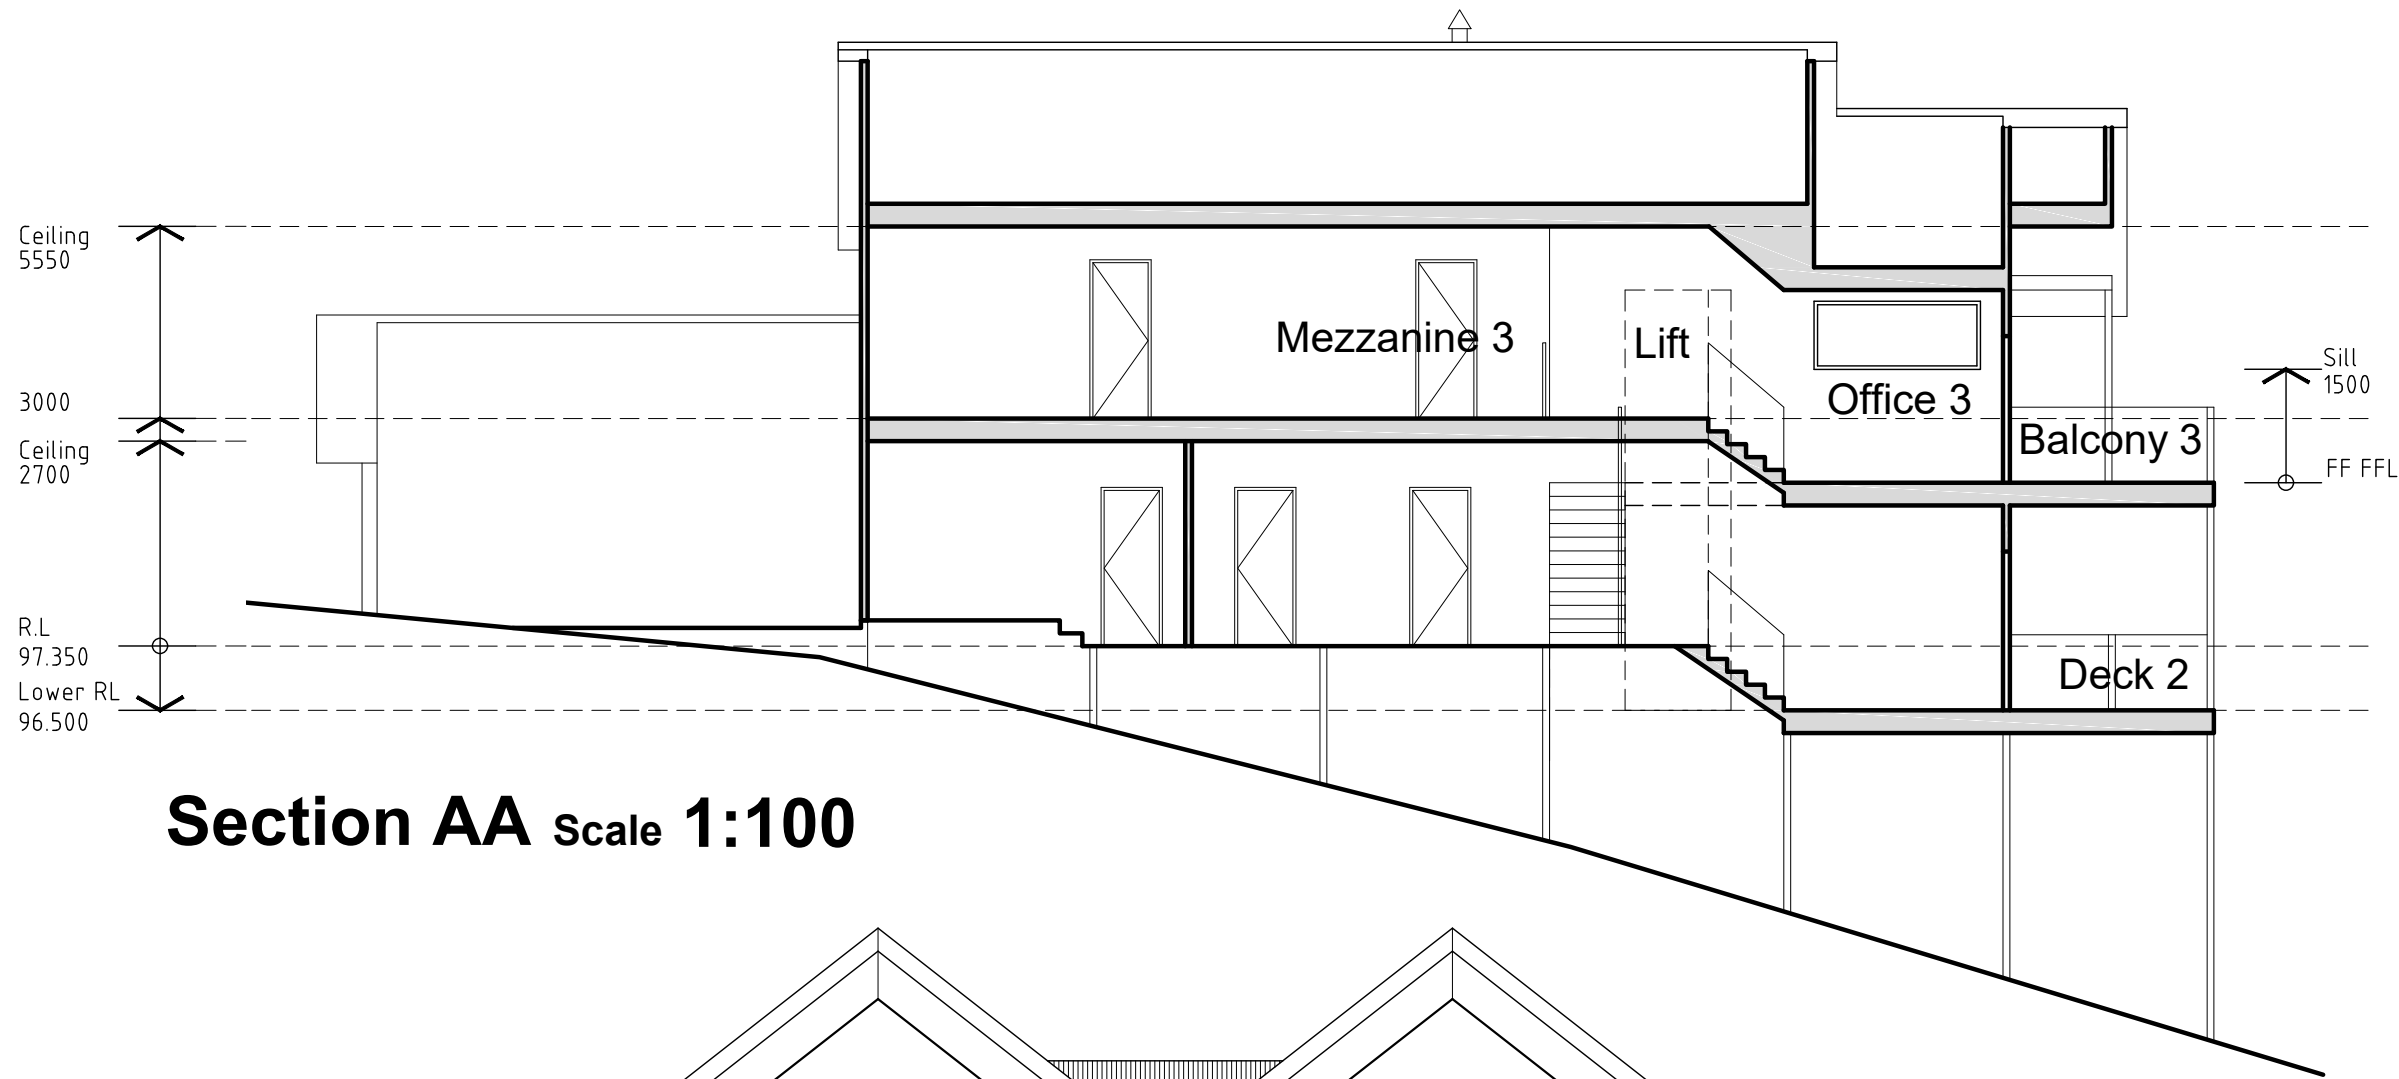 Ceiling
5550
Mezzanine 3
Lift
Sill
1500
3000
Office 3
Ceiling
2700
Balcony 3
FF FFL
R.L
97.350
Lower RL
96.500
Deck 2
Section AA Scale 1:100